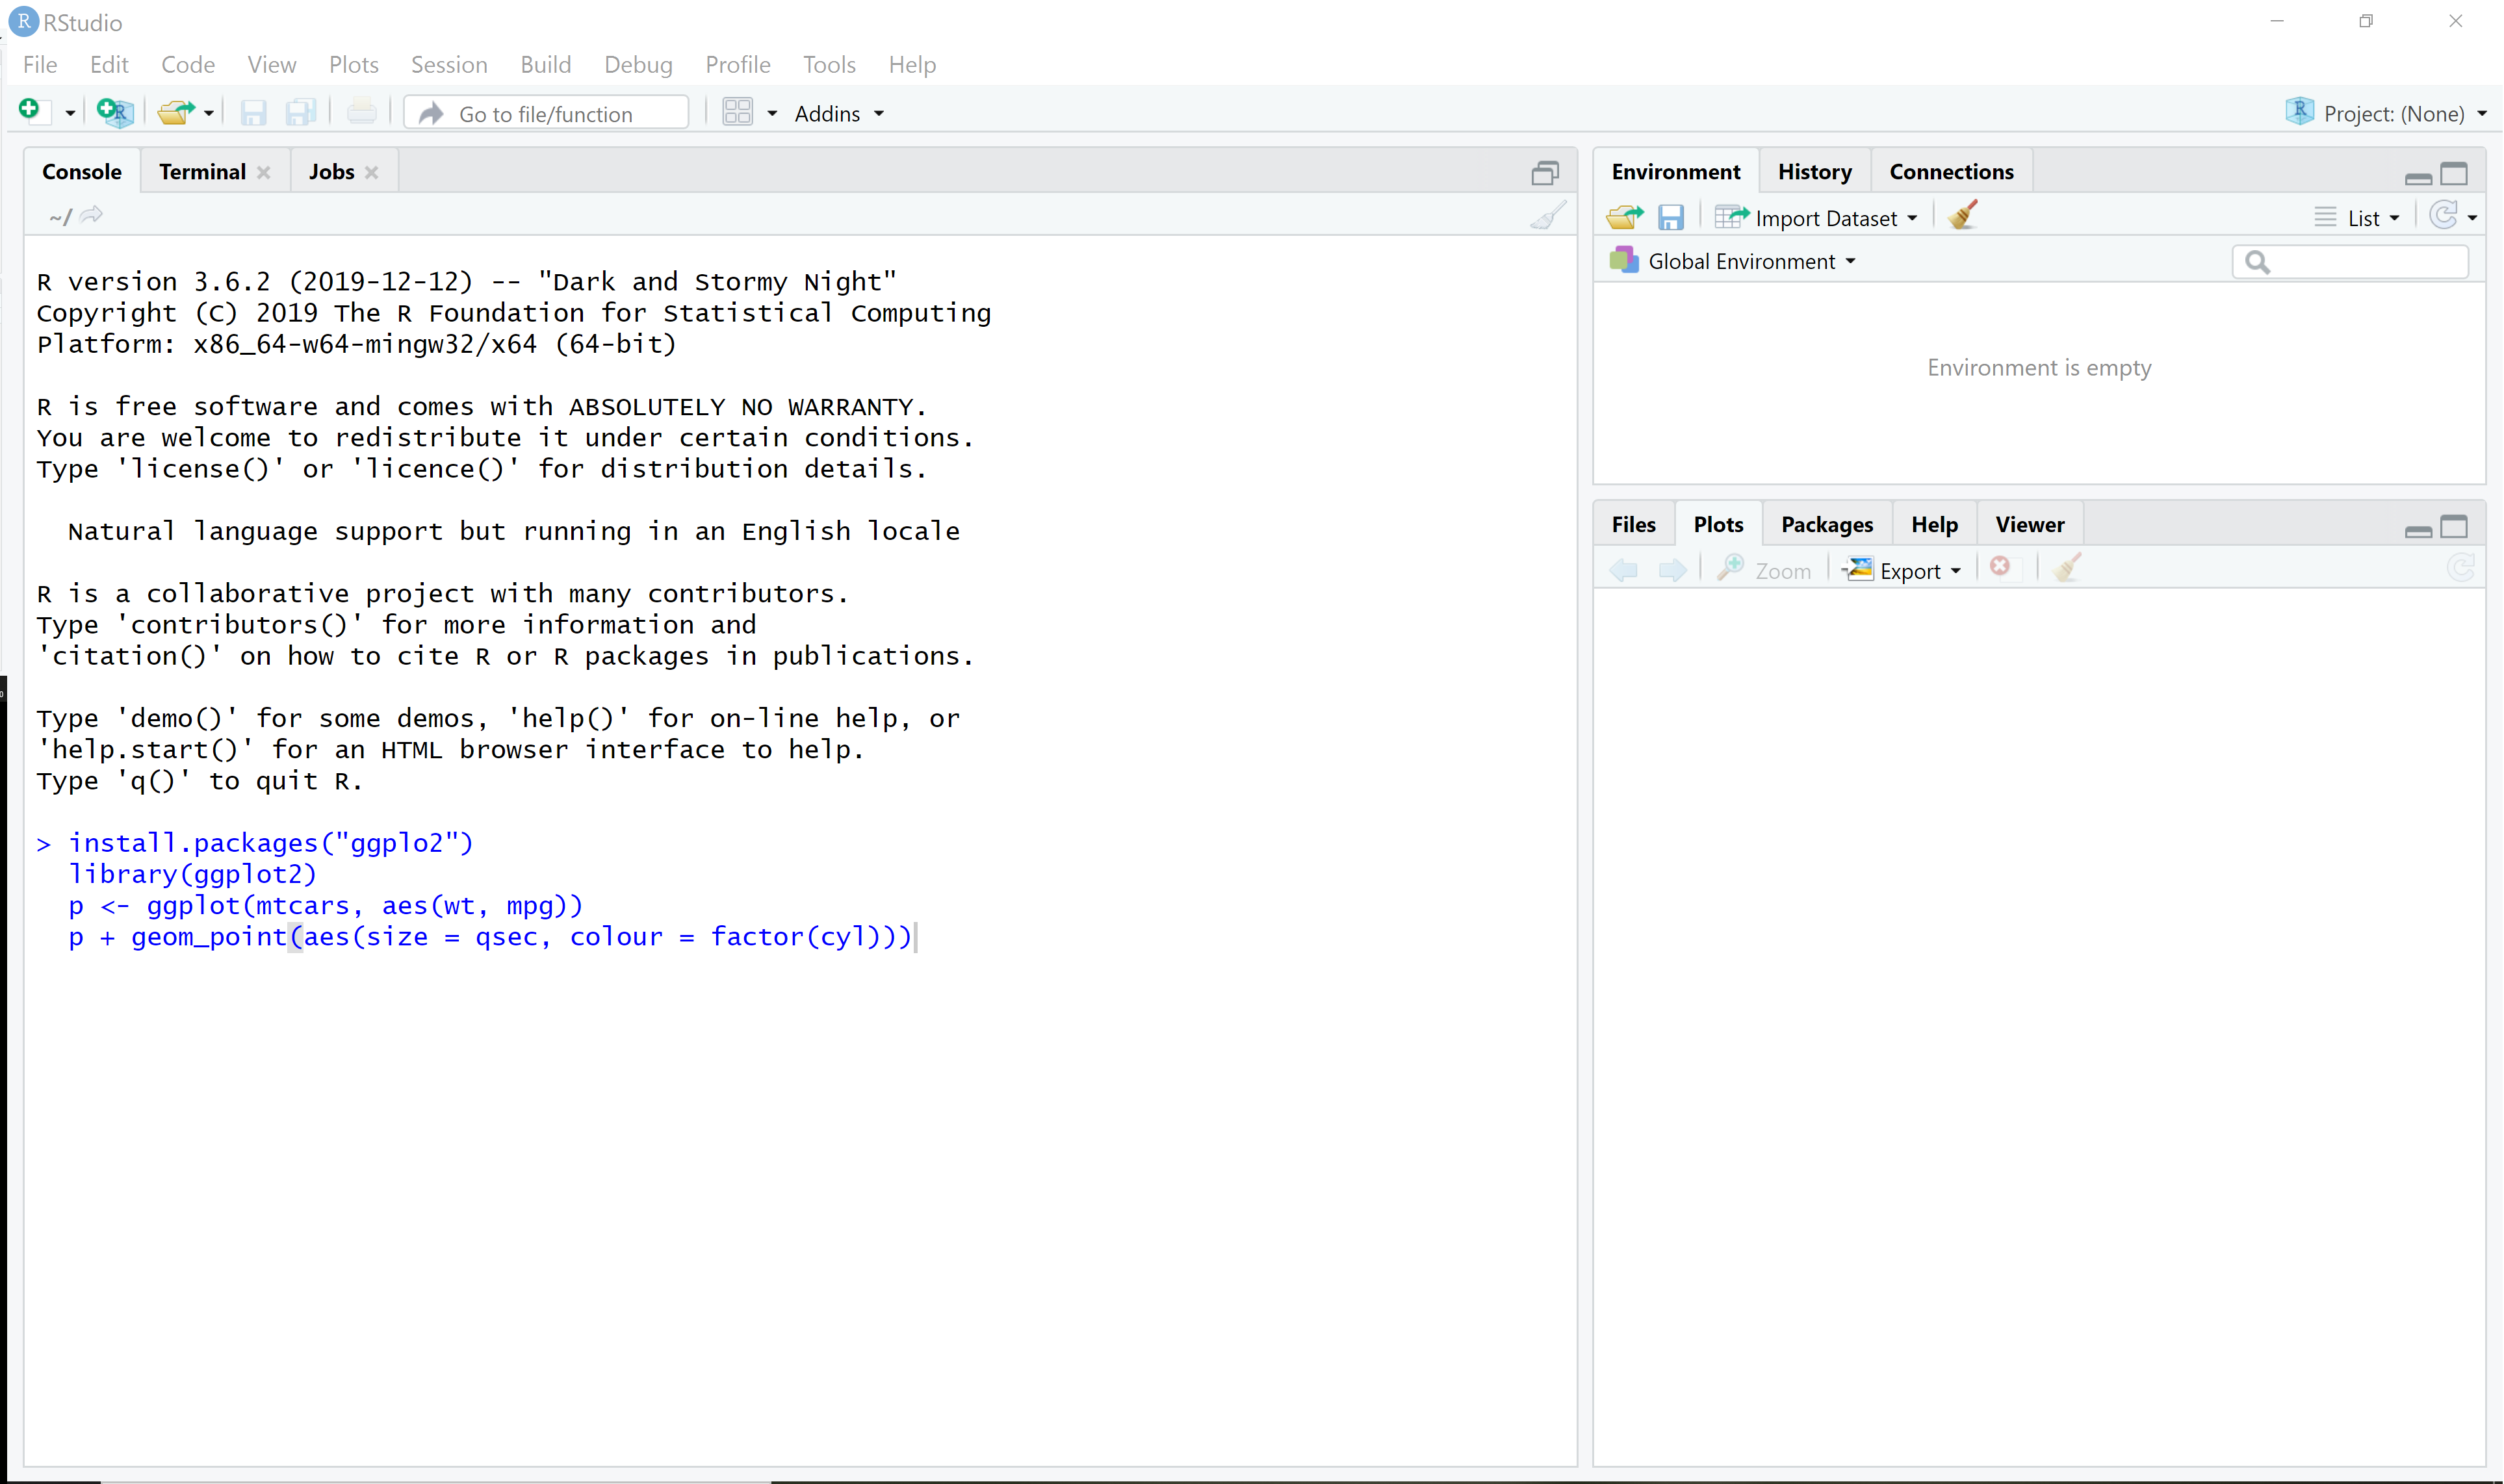 RStudio
File Edit Code View Plots Session Build Debug Profile Tools Help
Go to file/function Addins Project: (None)
Console Terminal Jobs
~/
R version 3.6.2 (2019-12-12) -- "Dark and Stormy Night"
Copyright (C) 2019 The R Foundation for Statistical Computing
Platform: x86_64-w64-mingw32/x64 (64-bit)
R is free software and comes with ABSOLUTELY NO WARRANTY.
You are welcome to redistribute it under certain conditions.
Type 'license()' or 'licence()' for distribution details.
Natural language support but running in an English locale
R is a collaborative project with many contributors.
Type 'contributors()' for more information and
'citation()' on how to cite R or R packages in publications.
Type 'demo()' for some demos, 'help()' for on-line help, or
'help.start()' for an HTML browser interface to help.
Type 'q()' to quit R.
> install.packages("ggplo2")
library(ggplot2)
p <- ggplot(mtcars, aes(wt, mpg))
p + geom_point(aes(size = qsec, colour = factor(cyl)))
Environment History Connections
Import Dataset List
Global Environment
Environment is empty
Files Plots Packages Help Viewer
Zoom Export